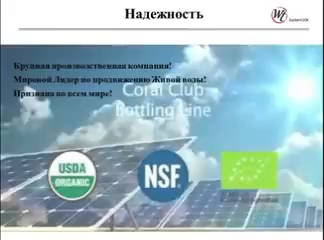 Надежность
Крупная производственная компания!
Мировой Лидер по продвижению Живой воды!
Признана во всем мире!
Coral Club
Bottling Line
USDA
ORGANIC
NSF